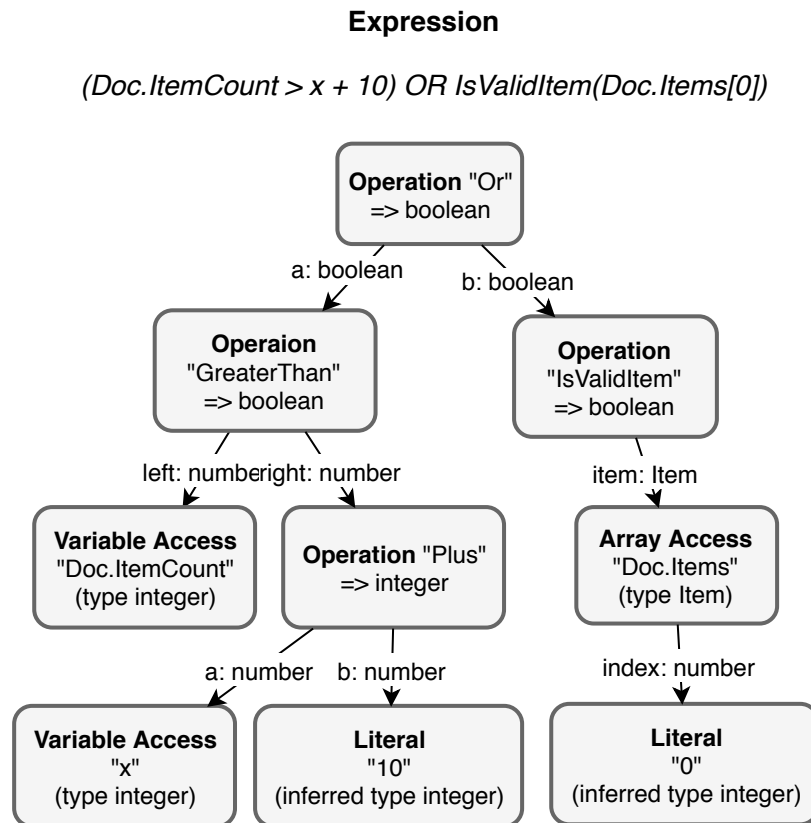 Expression
(Doc.ItemCount > x + 10) OR IsValidItem(Doc.Items[0])
Operation "Or"
=> boolean
a: boolean
b: boolean
Operaion
"GreaterThan"
=> boolean
Operation
"IsValidItem"
=> boolean
left: number
right: number
item: Item
Variable Access
"Doc.ItemCount"
(type integer)
Operation "Plus"
=> integer
Array Access
"Doc.Items"
(type Item)
a: number
b: number
index: number
Variable Access
"x"
(type integer)
Literal
"10"
(inferred type integer)
Literal
"0"
(inferred type integer)